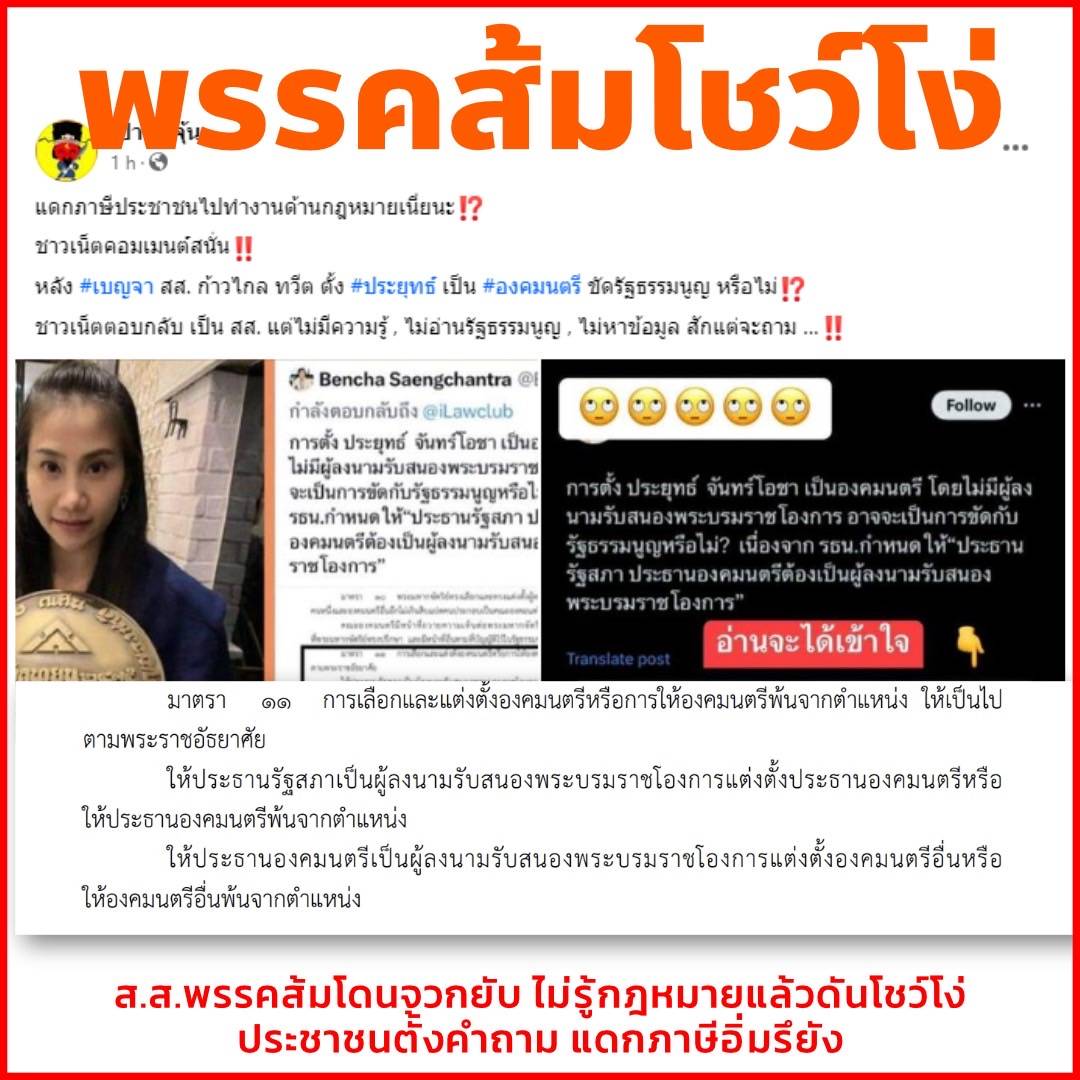 พรรคส้มโชว์โง่...
1 h
แดกภาษีประชาชนไปทำงานด้านกฎหมายเนี่ยนะ⁉️
ชาวเน็ตคอมเมนต์สนั่น‼️
หลัง #เบญจา สส. ก้าวไกล ทวีต ตั้ง #ประยุทธ์ เป็น #องคมนตรี ขัดรัฐธรรมนูญ หรือไม่⁉️
ชาวเน็ตตอบกลับ เป็น สส. แต่ไม่มีความรู้ , ไม่อ่านรัฐธรรมนูญ , ไม่หาข้อมูล สักแต่จะถาม ...‼️
Bencha Saengchantra
กำลังตอบกลับถึง @iLawclub
การตั้ง ประยุทธ์ จันทร์โอชา เป็น
ไม่มีผู้ลงนามรับสนองพระบรมราช
จะเป็นการขัดกับรัฐธรรมนูญหรือ
รธน.กำหนดให้“ประธานรัฐสภา ป
องคมนตรีต้องเป็นผู้ลงนามรับสน
ราชโองการ”
🙄🙄🙄🙄🙄
Follow ...
การตั้ง ประยุทธ์ จันทร์โอชา เป็นองคมนตรี โดยไม่มีผู้ลง
นามรับสนองพระบรมราชโองการ อาจจะเป็นการขัดกับ
รัฐธรรมนูญหรือไม่? เนื่องจาก รธน.กำหนดให้“ประธาน
รัฐสภา ประธานองคมนตรีต้องเป็นผู้ลงนามรับสนอง
พระบรมราชโองการ”
Translate post
อ่านจะได้เข้าใจ 👇
มาตรา ๑๑ การเลือกและแต่งตั้งองคมนตรีหรือการให้องคมนตรีพ้นจากตำแหน่ง ให้เป็นไป
ตามพระราชอัธยาศัย
ให้ประธานรัฐสภาเป็นผู้ลงนามรับสนองพระบรมราชโองการแต่งตั้งประธานองคมนตรีหรือ
ให้ประธานองคมนตรีพ้นจากตำแหน่ง
ให้ประธานองคมนตรีเป็นผู้ลงนามรับสนองพระบรมราชโองการแต่งตั้งองคมนตรีอื่นหรือ
ให้องคมนตรีอื่นพ้นจากตำแหน่ง
ส.ส.พรรคส้มโดนจวกยับ ไม่รู้กฎหมายแล้วดันโชว์โง่
ประชาชนตั้งคำถาม แดกภาษีอิ่มรึยัง